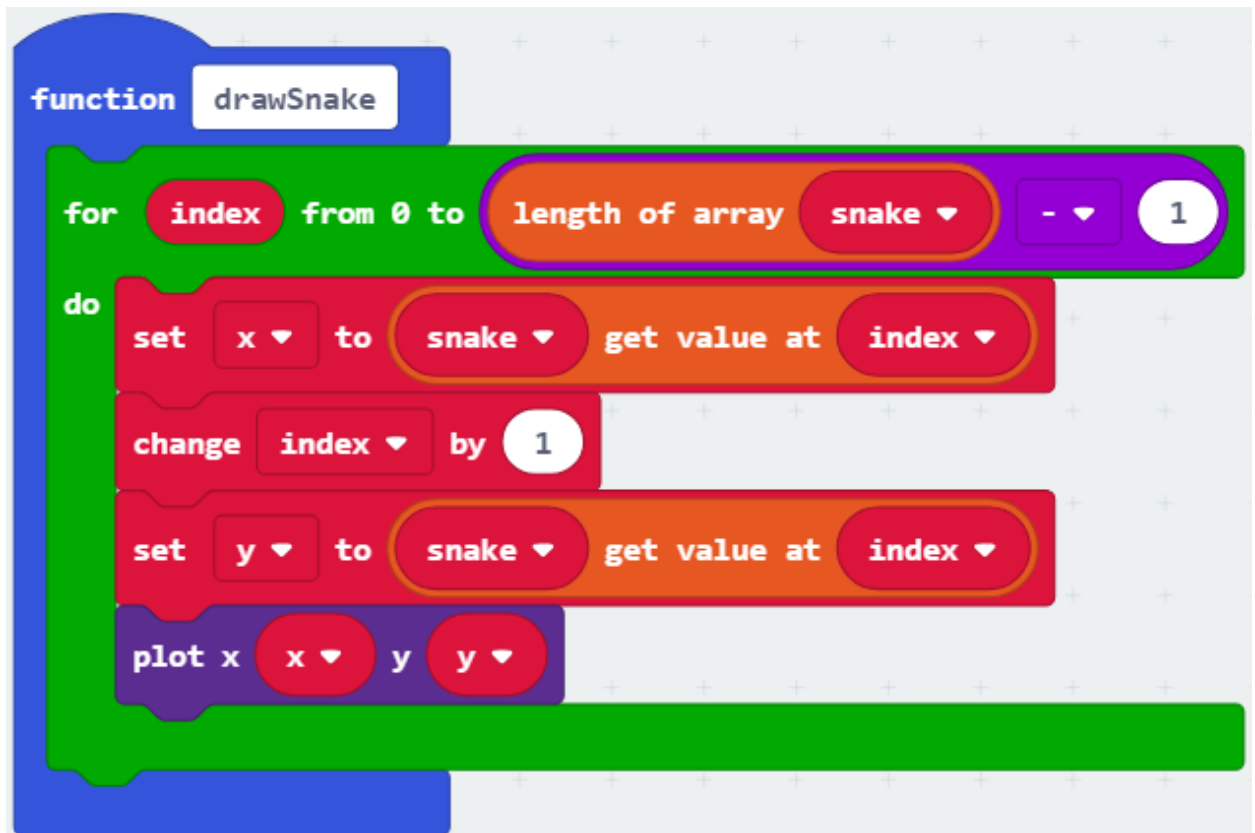 function drawSnake
for index from 0 to length of array snake - 1
do
set x to snake get value at index
change index by 1
set y to snake get value at index
plot x x y y